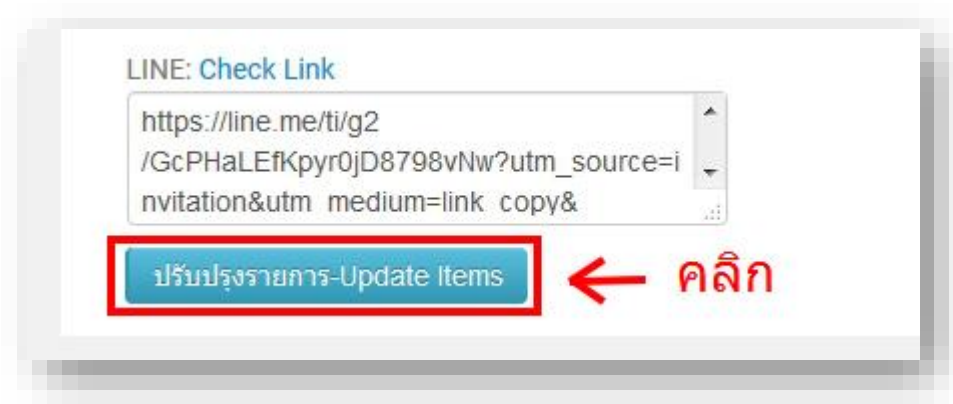 LINE: Check Link
https://line.me/ti/g2
/GcPHaLEfKpyr0jD8798vNw?utm_source=i
nvitation&utm_medium=link_copy&
ปรับปรุงรายการ-Update Items
คลิก